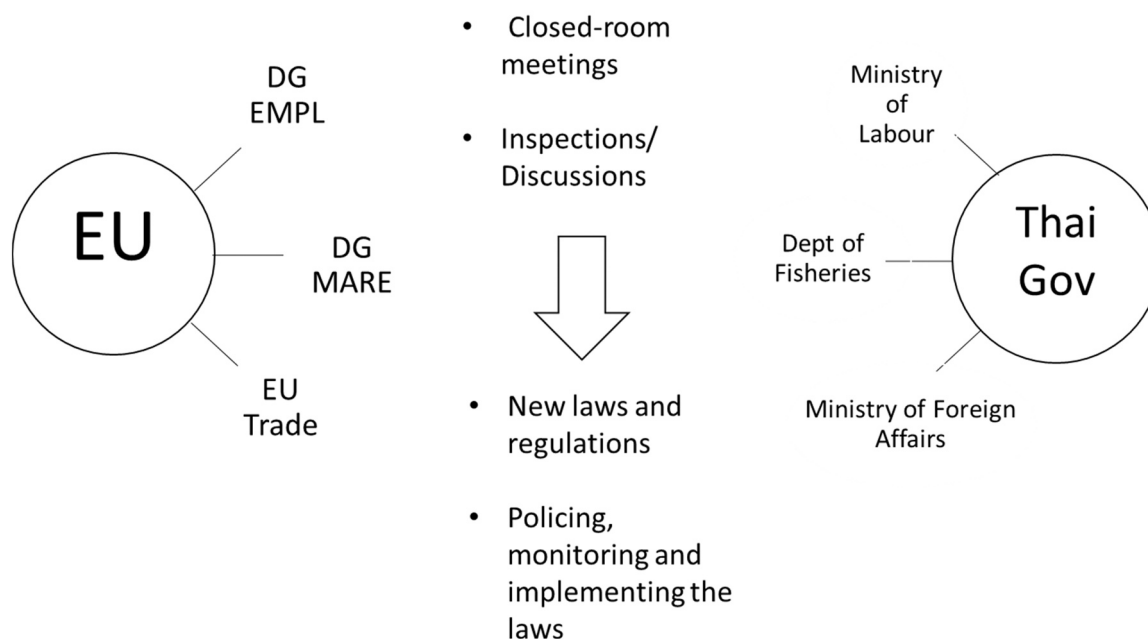 EU
DG
EMPL
DG
MARE
EU
Trade
• Closed-room
meetings
• Inspections/
Discussions
• New laws and
regulations
• Policing,
monitoring and
implementing the
laws
Ministry
of
Labour
Dept of
Fisheries
Ministry of Foreign
Affairs
Thai
Gov